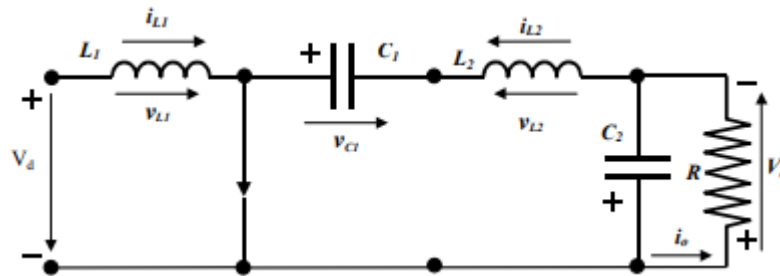 i_L1
i_L2
L_1
+
C_1
L_2
+
v_L1
v_C1
v_L2
-
V_d
C_2
R
+
-
i_o
+